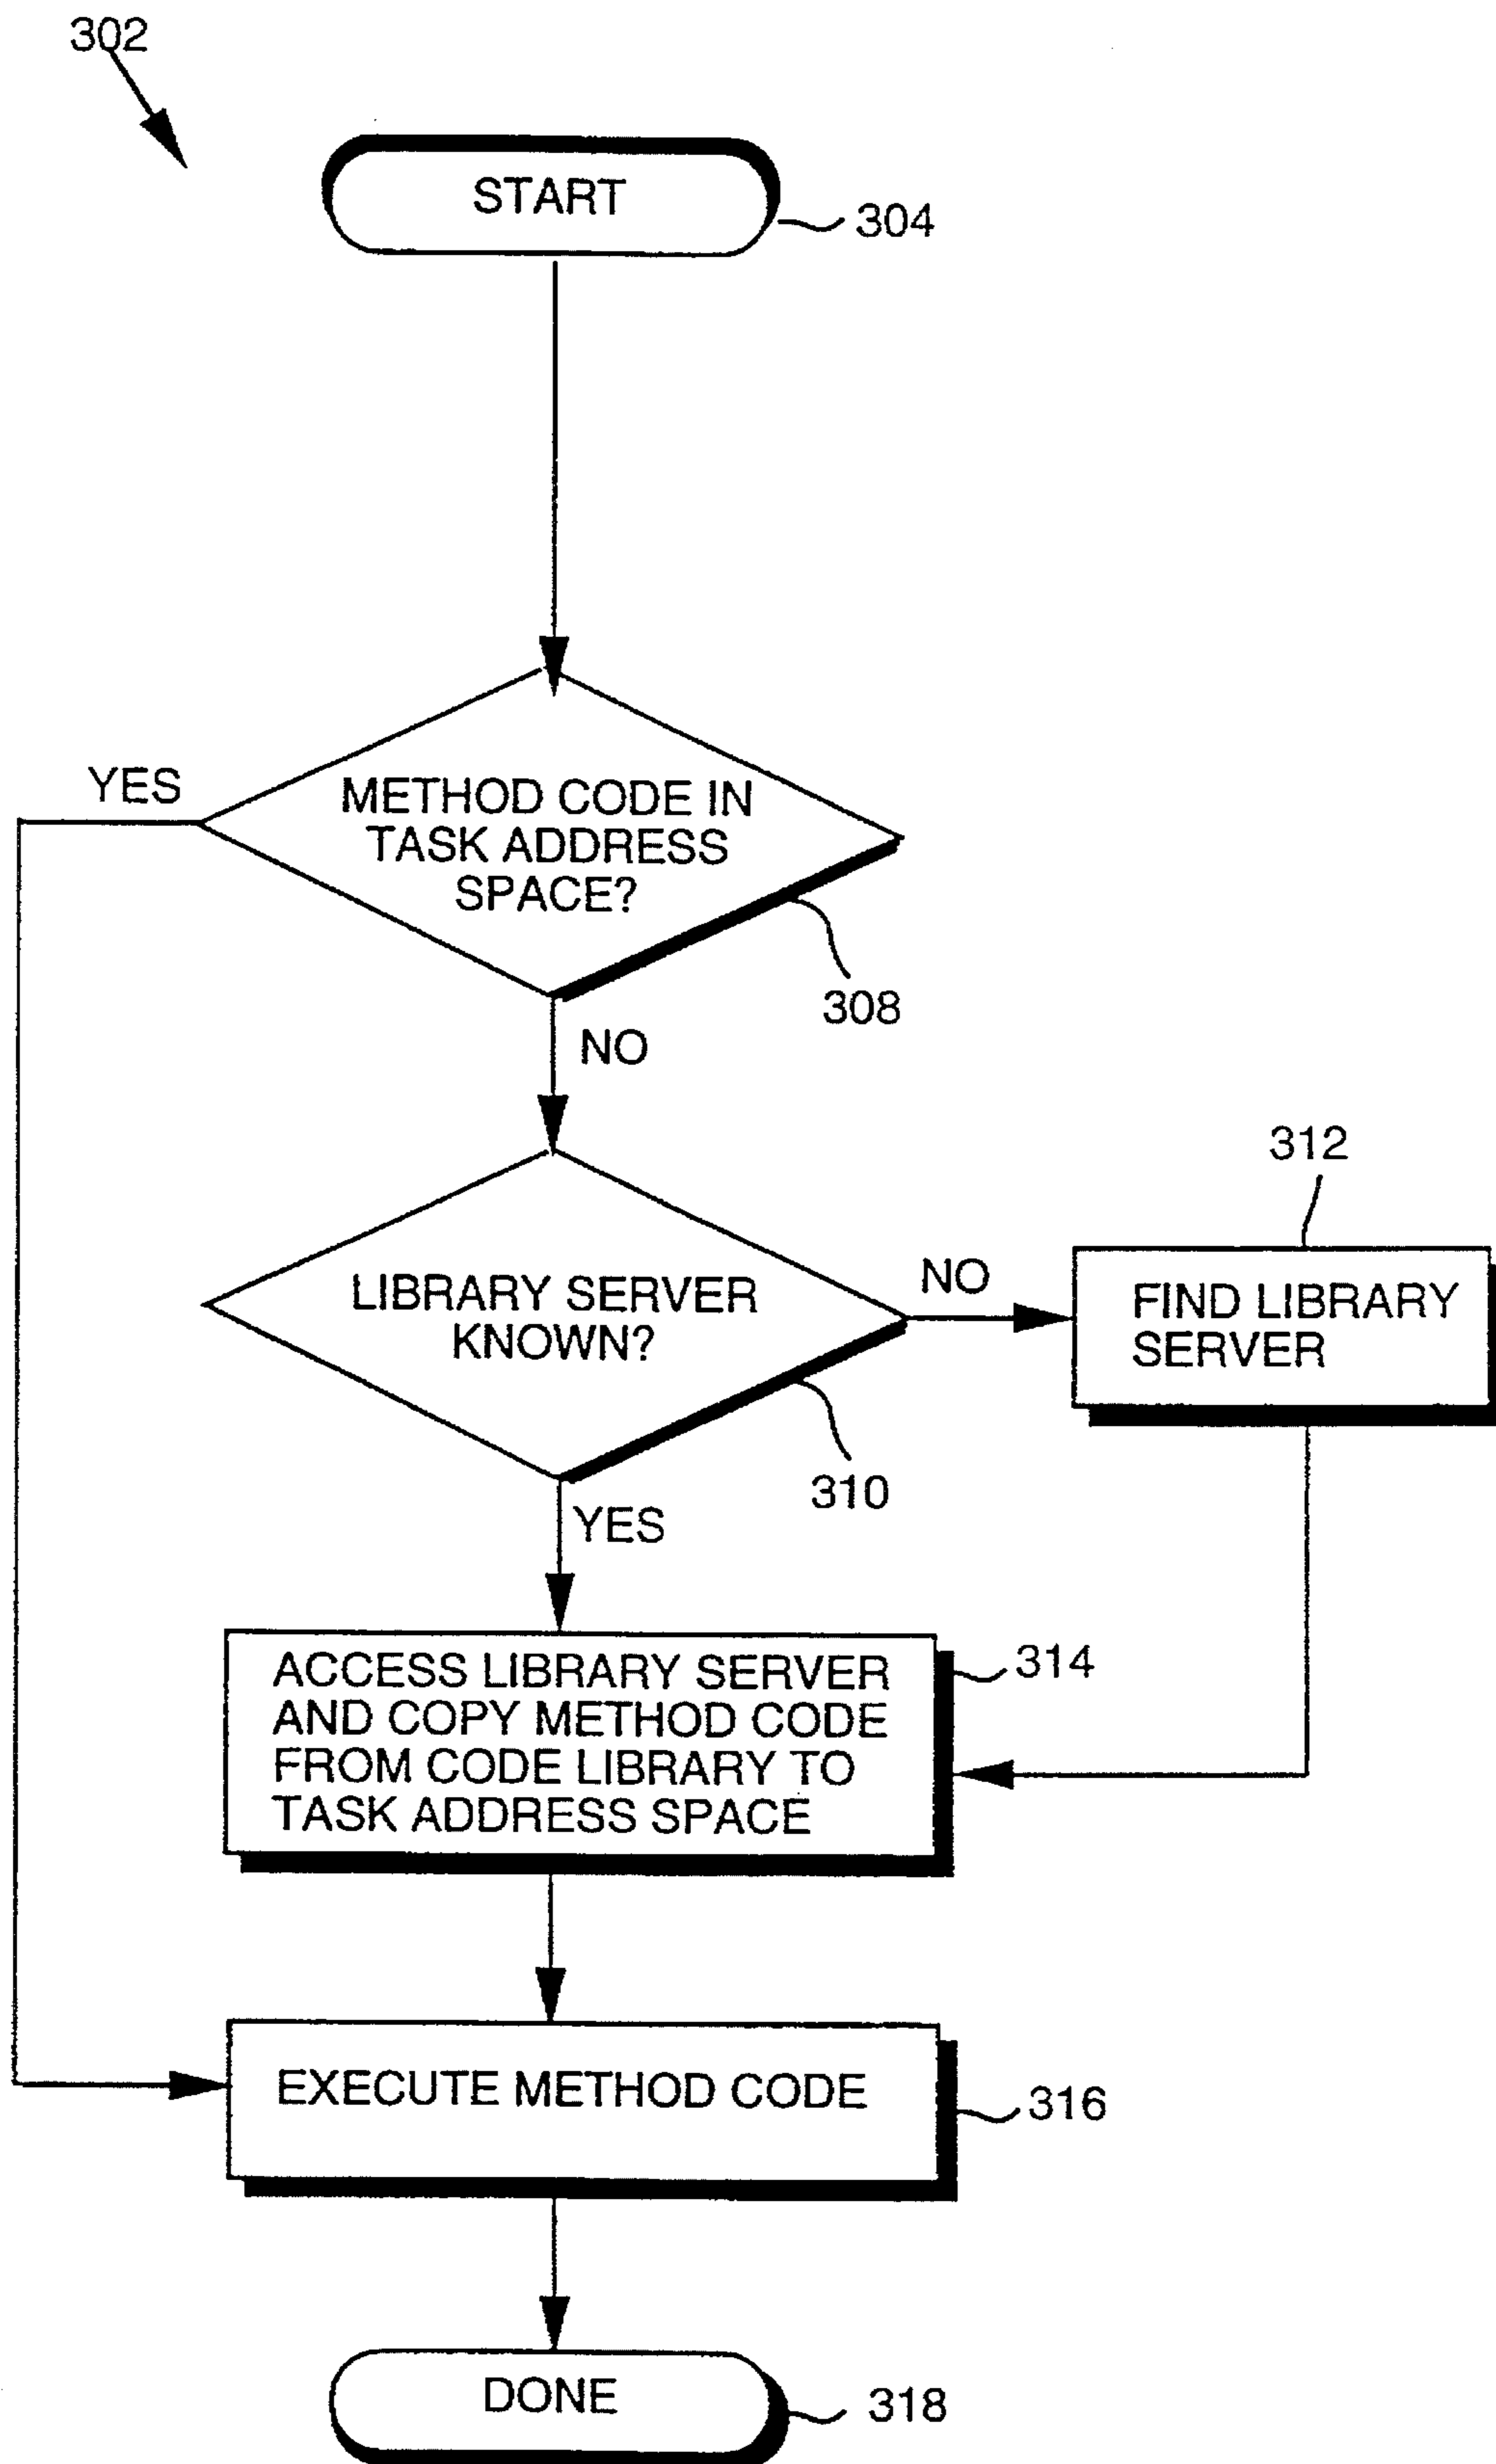 302
START
304
YES
METHOD CODE IN
TASK ADDRESS
SPACE?
308
NO
312
LIBRARY SERVER
KNOWN?
NO
FIND LIBRARY
SERVER
310
YES
ACCESS LIBRARY SERVER
AND COPY METHOD CODE
FROM CODE LIBRARY TO
TASK ADDRESS SPACE
314
EXECUTE METHOD CODE
316
DONE
318